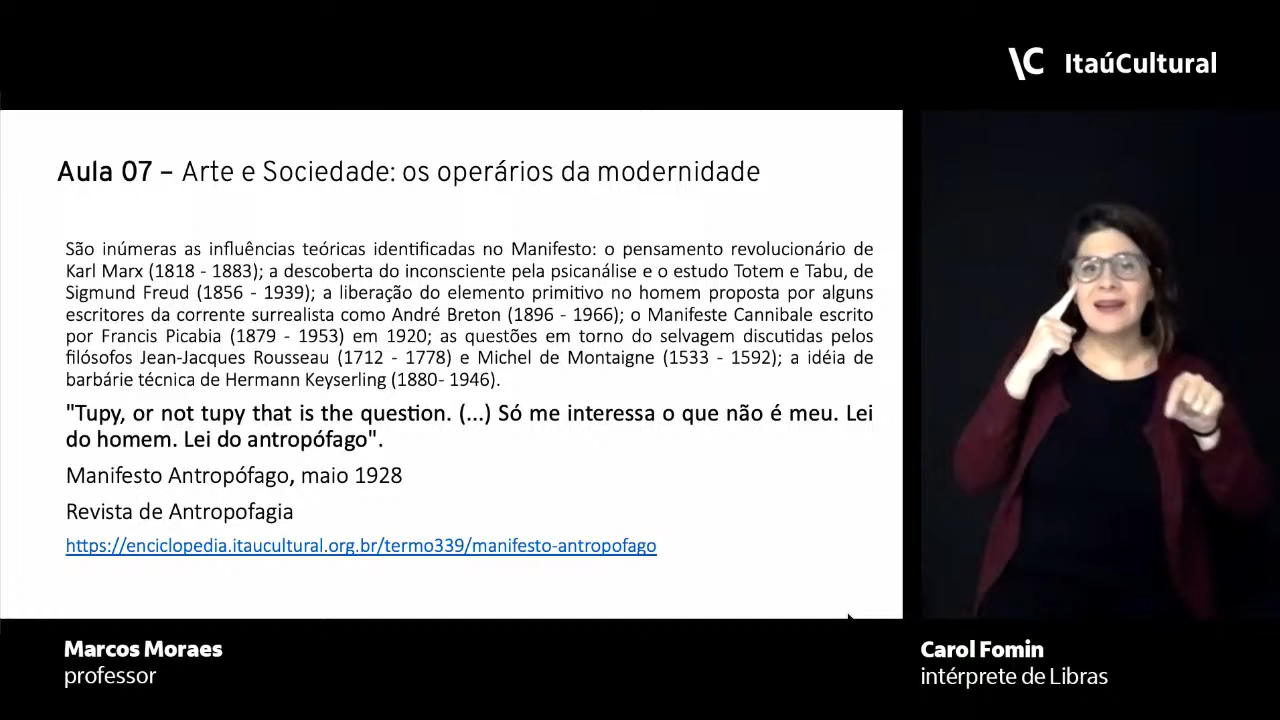 \C ItaúCultural
Aula 07 – Arte e Sociedade: os operários da modernidade
São inúmeras as influências teóricas identificadas no Manifesto: o pensamento revolucionário de
Karl Marx (1818 - 1883); a descoberta do inconsciente pela psicanálise e o estudo Totem e Tabu, de
Sigmund Freud (1856 - 1939); a liberação do elemento primitivo no homem proposta por alguns
escritores da corrente surrealista como André Breton (1896 - 1966); o Manifeste Cannibale escrito
por Francis Picabia (1879 - 1953) em 1920; as questões em torno do selvagem discutidas pelos
filósofos Jean-Jacques Rousseau (1712 - 1778) e Michel de Montaigne (1533 - 1592); a idéia de
barbárie técnica de Hermann Keyserling (1880- 1946).
"Tupy, or not tupy that is the question. (...) Só me interessa o que não é meu. Lei
do homem. Lei do antropófago".
Manifesto Antropófago, maio 1928
Revista de Antropofagia
https://enciclopedia.itaucultural.org.br/termo339/manifesto-antropofago
Marcos Moraes
professor
Carol Fomin
intérprete de Libras